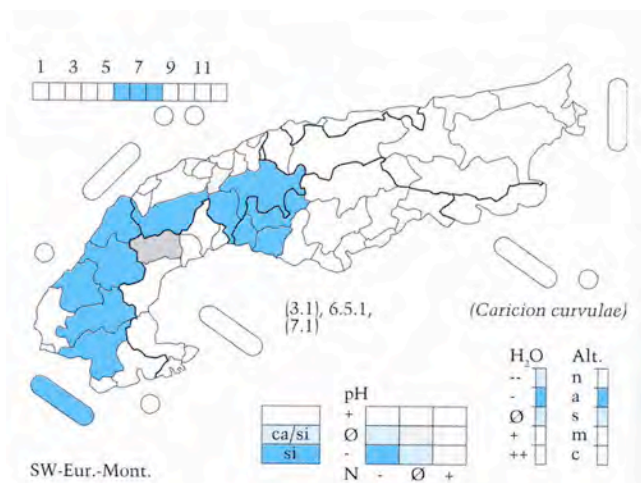 1 3 5 7 9 11
(3.1), 6.5.1,
(7.1)
(Caricion curvulae)
H2O Alt.
-- n
- a
Ø s
+ m
++ c
pH
+
ca/si Ø
si -
N - Ø +
SW-Eur.-Mont.